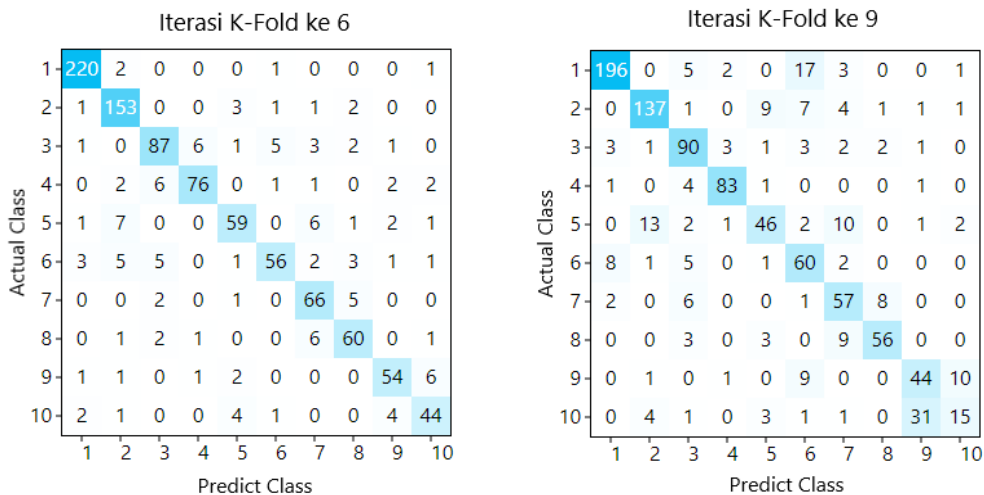 Iterasi K-Fold ke 6
Actual Class
1 220 2 0 0 0 1 0 0 0 1
2 1 153 0 0 3 1 1 2 0 0
3 1 0 87 6 1 5 3 2 1 0
4 0 2 6 76 0 1 1 0 2 2
5 1 7 0 0 59 0 6 1 2 1
6 3 5 5 0 1 56 2 3 1 1
7 0 0 2 0 1 0 66 5 0 0
8 0 1 2 1 0 0 6 60 0 1
9 1 1 0 1 2 0 0 0 54 6
10 2 1 0 0 4 1 0 0 4 44
1 2 3 4 5 6 7 8 9 10
Predict Class
Iterasi K-Fold ke 9
Actual Class
1 196 0 5 2 0 17 3 0 0 1
2 0 137 1 0 9 7 4 1 1 1
3 3 1 90 3 1 3 2 2 1 0
4 1 0 4 83 1 0 0 0 1 0
5 0 13 2 1 46 2 10 0 1 2
6 8 1 5 0 1 60 2 0 0 0
7 2 0 6 0 0 1 57 8 0 0
8 0 0 3 0 3 0 9 56 0 0
9 0 1 0 1 0 9 0 0 44 10
10 0 4 1 0 3 1 1 0 31 15
1 2 3 4 5 6 7 8 9 10
Predict Class